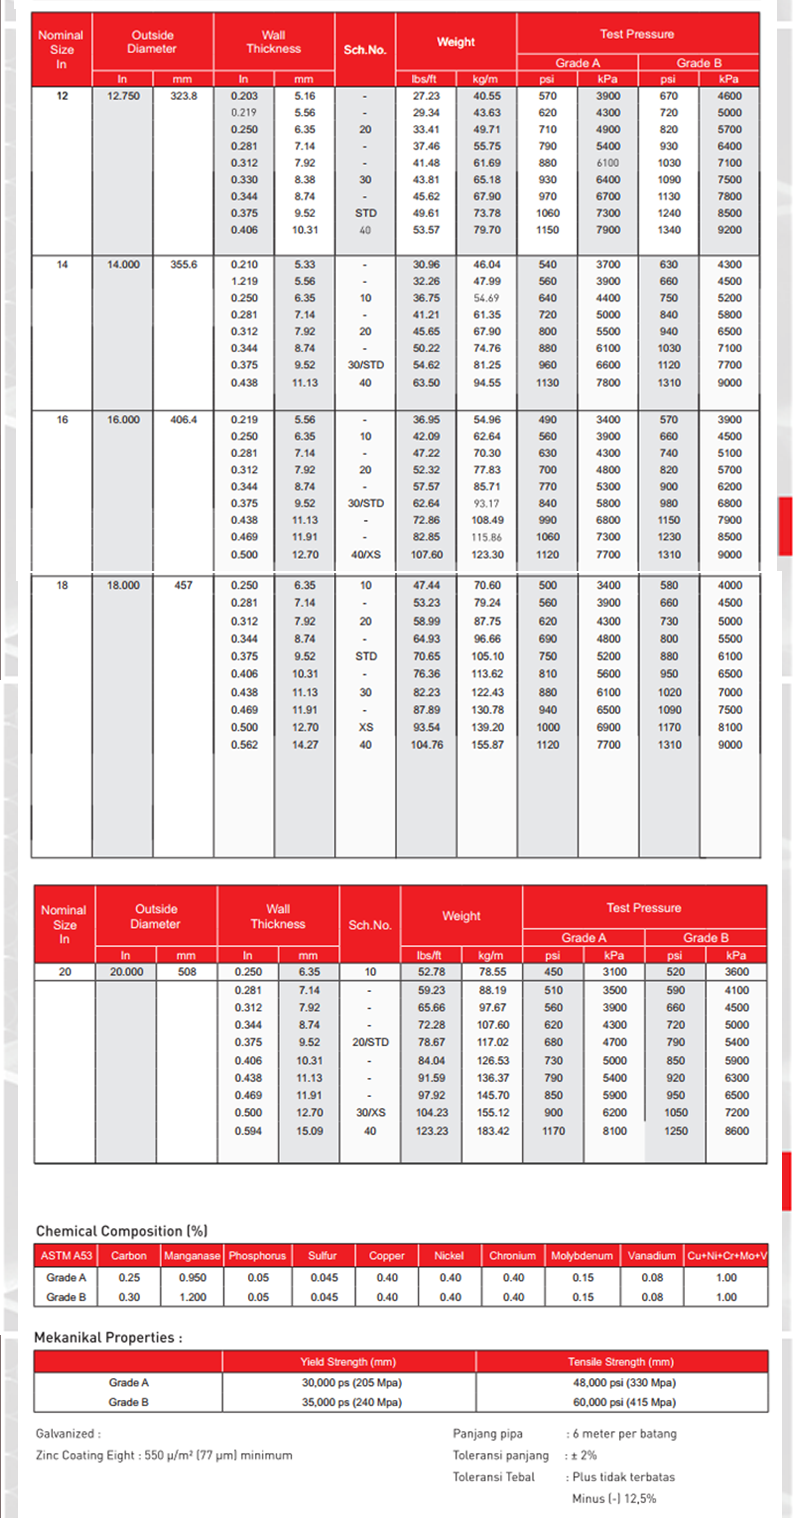 Nominal Size In Outside Diameter Wall Thickness Sch.No. Weight Test Pressure
Grade A Grade B
In mm In mm lbs/ft kg/m psi kPa psi kPa
12 12.750 323.8 0.203 5.16 - 27.23 40.55 570 3900 670 4600
0.219 5.56 - 29.34 43.63 620 4300 720 5000
0.250 6.35 20 33.41 49.71 710 4900 820 5700
0.281 7.14 - 37.46 55.75 790 5400 930 6400
0.312 7.92 - 41.48 61.69 880 6100 1030 7100
0.330 8.38 30 43.81 65.18 930 6400 1090 7500
0.344 8.74 - 45.62 67.90 970 6700 1130 7800
0.375 9.52 STD 49.61 73.78 1060 7300 1240 8500
0.406 10.31 40 53.57 79.70 1150 7900 1340 9200
14 14.000 355.6 0.210 5.33 - 30.96 46.04 540 3700 630 4300
1.219 5.56 - 32.26 47.99 560 3900 660 4500
0.250 6.35 10 36.75 54.69 640 4400 750 5200
0.281 7.14 - 41.21 61.35 720 5000 840 5800
0.312 7.92 20 45.65 67.90 800 5500 940 6500
0.344 8.74 - 50.22 74.76 880 6100 1030 7100
0.375 9.52 30/STD 54.62 81.25 960 6600 1120 7700
0.438 11.13 40 63.50 94.55 1130 7800 1310 9000
16 16.000 406.4 0.219 5.56 - 36.95 54.96 490 3400 570 3900
0.250 6.35 10 42.09 62.64 560 3900 660 4500
0.281 7.14 - 47.22 70.30 630 4300 740 5100
0.312 7.92 20 52.32 77.83 700 4800 820 5700
0.344 8.74 - 57.57 85.71 770 5300 900 6200
0.375 9.52 30/STD 62.64 93.17 840 5800 980 6800
0.438 11.13 - 72.86 108.49 990 6800 1150 7900
0.469 11.91 - 82.85 115.86 1060 7300 1230 8500
0.500 12.70 40/XS 107.60 123.30 1120 7700 1310 9000
18 18.000 457 0.250 6.35 10 47.44 70.60 500 3400 580 4000
0.281 7.14 - 53.23 79.24 560 3900 660 4500
0.312 7.92 20 58.99 87.75 620 4300 730 5000
0.344 8.74 - 64.93 96.66 690 4800 800 5500
0.375 9.52 STD 70.65 105.10 750 5200 880 6100
0.406 10.31 - 76.36 113.62 810 5600 950 6500
0.438 11.13 30 82.23 122.43 880 6100 1020 7000
0.469 11.91 - 87.89 130.78 940 6500 1090 7500
0.500 12.70 XS 93.54 139.20 1000 6900 1170 8100
0.562 14.27 40 104.76 155.87 1120 7700 1310 9000
Nominal Size In Outside Diameter Wall Thickness Sch.No. Weight Test Pressure
Grade A Grade B
In mm In mm lbs/ft kg/m psi kPa psi kPa
20 20.000 508 0.250 6.35 10 52.78 78.55 450 3100 520 3600
0.281 7.14 - 59.23 88.19 510 3500 590 4100
0.312 7.92 - 65.66 97.67 560 3900 660 4500
0.344 8.74 - 72.28 107.60 620 4300 720 5000
0.375 9.52 20/STD 78.67 117.02 680 4700 790 5400
0.406 10.31 - 84.04 126.53 730 5000 850 5900
0.438 11.13 - 91.59 136.37 790 5400 920 6300
0.469 11.91 - 97.92 145.70 850 5900 950 6500
0.500 12.70 30/XS 104.23 155.12 900 6200 1050 7200
0.594 15.09 40 123.23 183.42 1170 8100 1250 8600
Chemical Composition (%)
ASTM A53 Carbon Manganase Phosphorus Sulfur Copper Nickel Chronium Molybdenum Vanadium Cu+Ni+Cr+Mo+V
Grade A 0.25 0.950 0.05 0.045 0.40 0.40 0.40 0.15 0.08 1.00
Grade B 0.30 1.200 0.05 0.045 0.40 0.40 0.40 0.15 0.08 1.00
Mekanikal Properties :
Yield Strength (mm) Tensile Strength (mm)
Grade A 30,000 ps (205 Mpa) 48,000 psi (330 Mpa)
Grade B 35,000 ps (240 Mpa) 60,000 psi (415 Mpa)
Galvanized : Panjang pipa : 6 meter per batang
Zinc Coating Eight : 550 µ/m² (77 µm) minimum Toleransi panjang : ± 2%
Toleransi Tebal : Plus tidak terbatas
Minus (-) 12,5%